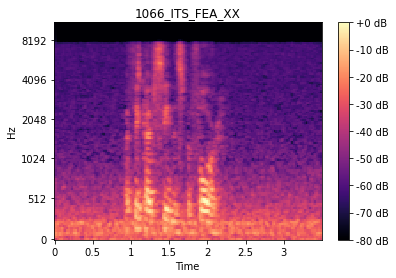 1066_ITS_FEA_XX
Hz
8192
4096
2048
1024
512
0
0
0.5
1
1.5
2
2.5
3
Time
+0 dB
-10 dB
-20 dB
-30 dB
-40 dB
-50 dB
-60 dB
-70 dB
-80 dB